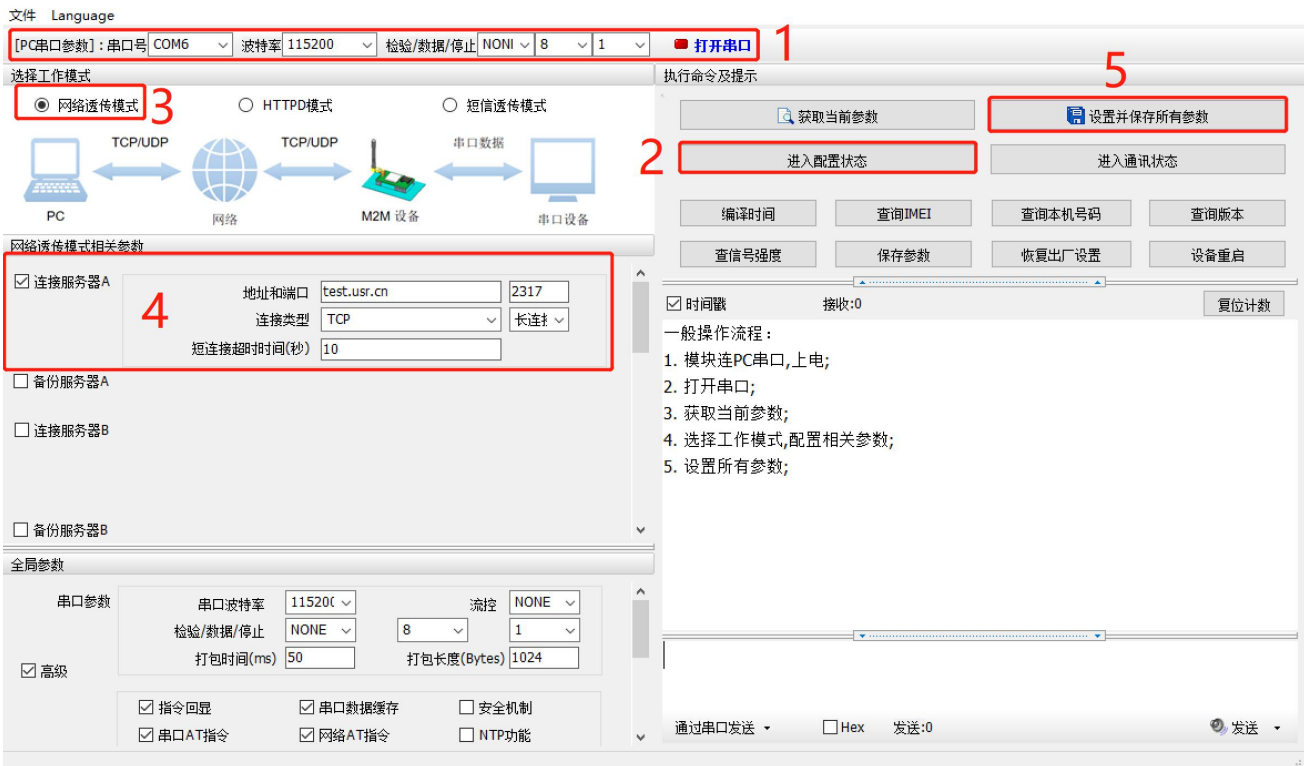 文件 Language
[PC串口参数]：串口号 COM6 波特率 115200 检验/数据/停止 NONI 8 1 打开串口 1
选择工作模式
网络透传模式 3 HTTPD模式 短信透传模式
TCP/UDP TCP/UDP 串口数据
PC 网络 M2M 设备 串口设备
网络透传模式相关参数
连接服务器A
4
地址和端口 test.usr.cn 2317
连接类型 TCP 长连接
短连接超时时间(秒) 10
备份服务器A
连接服务器B
备份服务器B
全局参数
串口参数 串口波特率 115200 流控 NONE
检验/数据/停止 NONE 8 1
打包时间(ms) 50 打包长度(Bytes) 1024
高级
指令回显 串口数据缓存 安全机制
串口AT指令 网络AT指令 NTP功能
执行命令及提示
5
获取当前参数 设置并保存所有参数
2 进入配置状态 进入通讯状态
编译时间 查询IMEI 查询本机号码 查询版本
查信号强度 保存参数 恢复出厂设置 设备重启
时间戳 接收:0 复位计数
一般操作流程：
1. 模块连PC串口,上电;
2. 打开串口;
3. 获取当前参数;
4. 选择工作模式,配置相关参数;
5. 设置所有参数;
通过串口发送 Hex 发送:0 发送